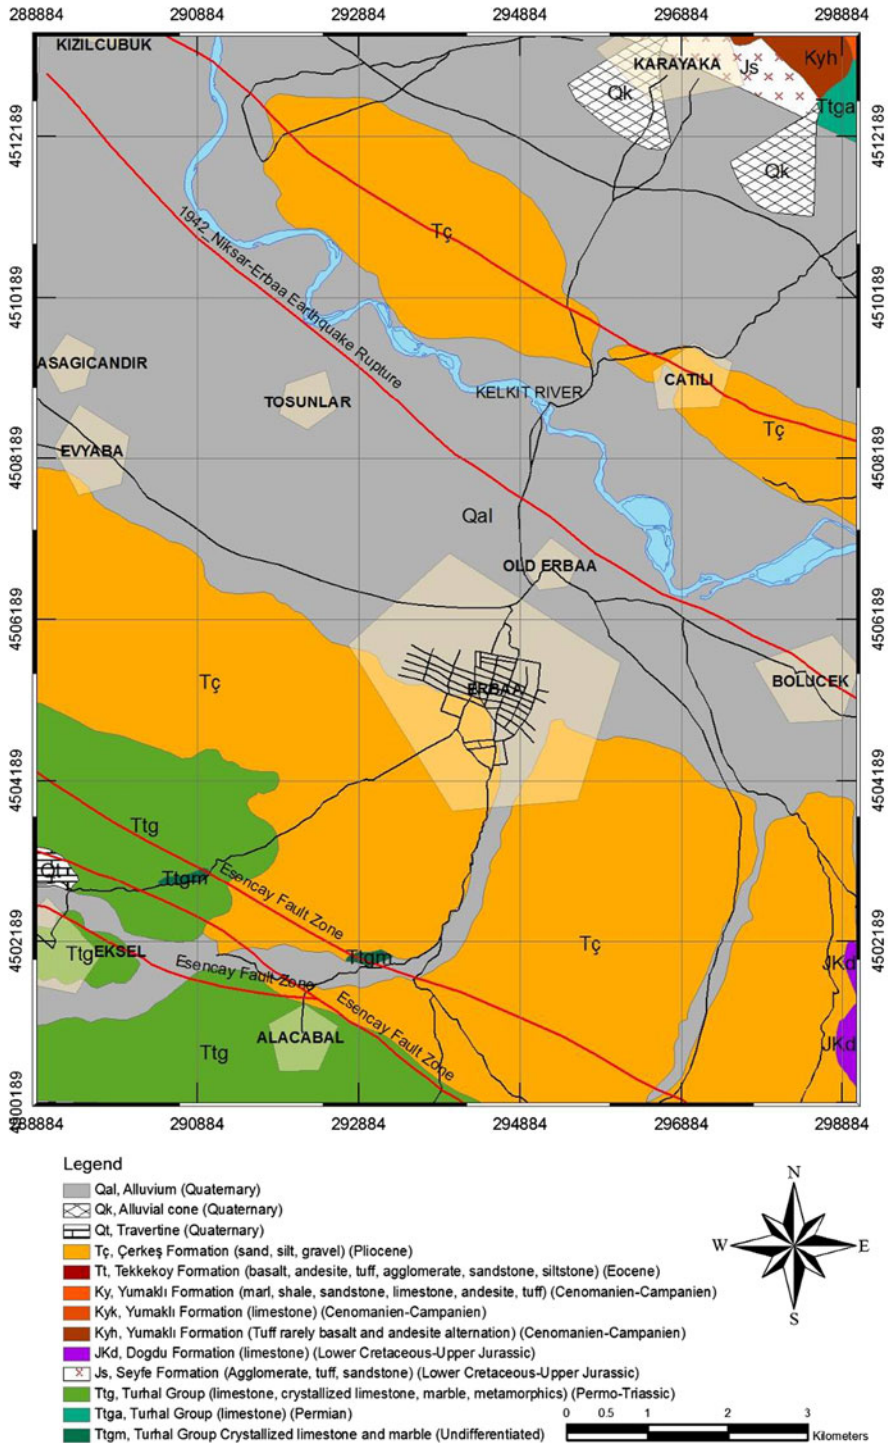 288884 290884 292884 294884 296884 298884
KIZILCUBUK
KARAYAKA
Js
Kyh
Qk
Ttga
4512189
4512189
Qk
Tç
1942_Niksar-Erbaa Earthquake Rupture
4510189
4510189
ASAGICANDIR
CATILI
KELKIT RIVER
TOSUNLAR
Tç
EVYABA
4508189
4508189
Qal
OLD ERBAA
4506189
4506189
Tç
ERBAA
BOLUCEK
4504189
4504189
Ttg
Qt
Ttgm
Esencay Fault Zone
Tç
4502189
4502189
Ttg
EKSEL
Ttgm
JKd
Esencay Fault Zone
Esencay Fault Zone
ALACABAL
Ttg
JKd
4500189
4500189
288884 290884 292884 294884 296884 298884
Legend
Qal, Alluvium (Quaternary)
Qk, Alluvial cone (Quaternary)
Qt, Travertine (Quaternary)
Tç, Çerkeş Formation (sand, silt, gravel) (Pliocene)
Tt, Tekkekoy Formation (basalt, andesite, tuff, agglomerate, sandstone, siltstone) (Eocene)
Ky, Yumaklı Formation (marl, shale, sandstone, limestone, andesite, tuff) (Cenomanien-Campanien)
Kyk, Yumaklı Formation (limestone) (Cenomanien-Campanien)
Kyh, Yumaklı Formation (Tuff rarely basalt and andesite alternation) (Cenomanien-Campanien)
JKd, Dogdu Formation (limestone) (Lower Cretaceous-Upper Jurassic)
Js, Seyfe Formation (Agglomerate, tuff, sandstone) (Lower Cretaceous-Upper Jurassic)
Ttg, Turhal Group (limestone, crystallized limestone, marble, metamorphics) (Permo-Triassic)
Ttga, Turhal Group (limestone) (Permian)
Ttgm, Turhal Group Crystallized limestone and marble (Undifferentiated)
N
W E
S
0 0.5 1 2 3
Kilometers